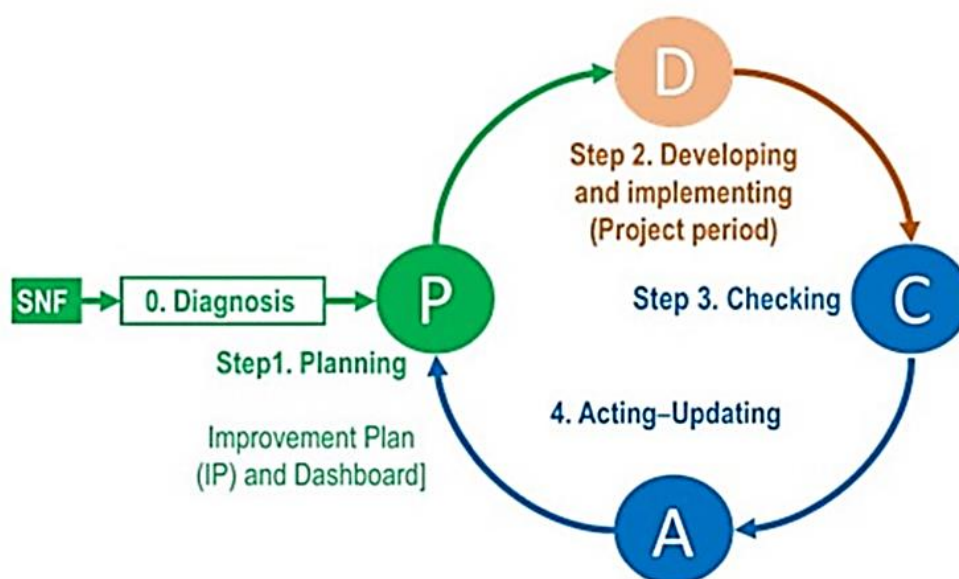 D
Step 2. Developing
and implementing
(Project period)
SNF
0. Diagnosis
P
Step 3. Checking
C
Step1. Planning
4. Acting–Updating
Improvement Plan
(IP) and Dashboard]
A